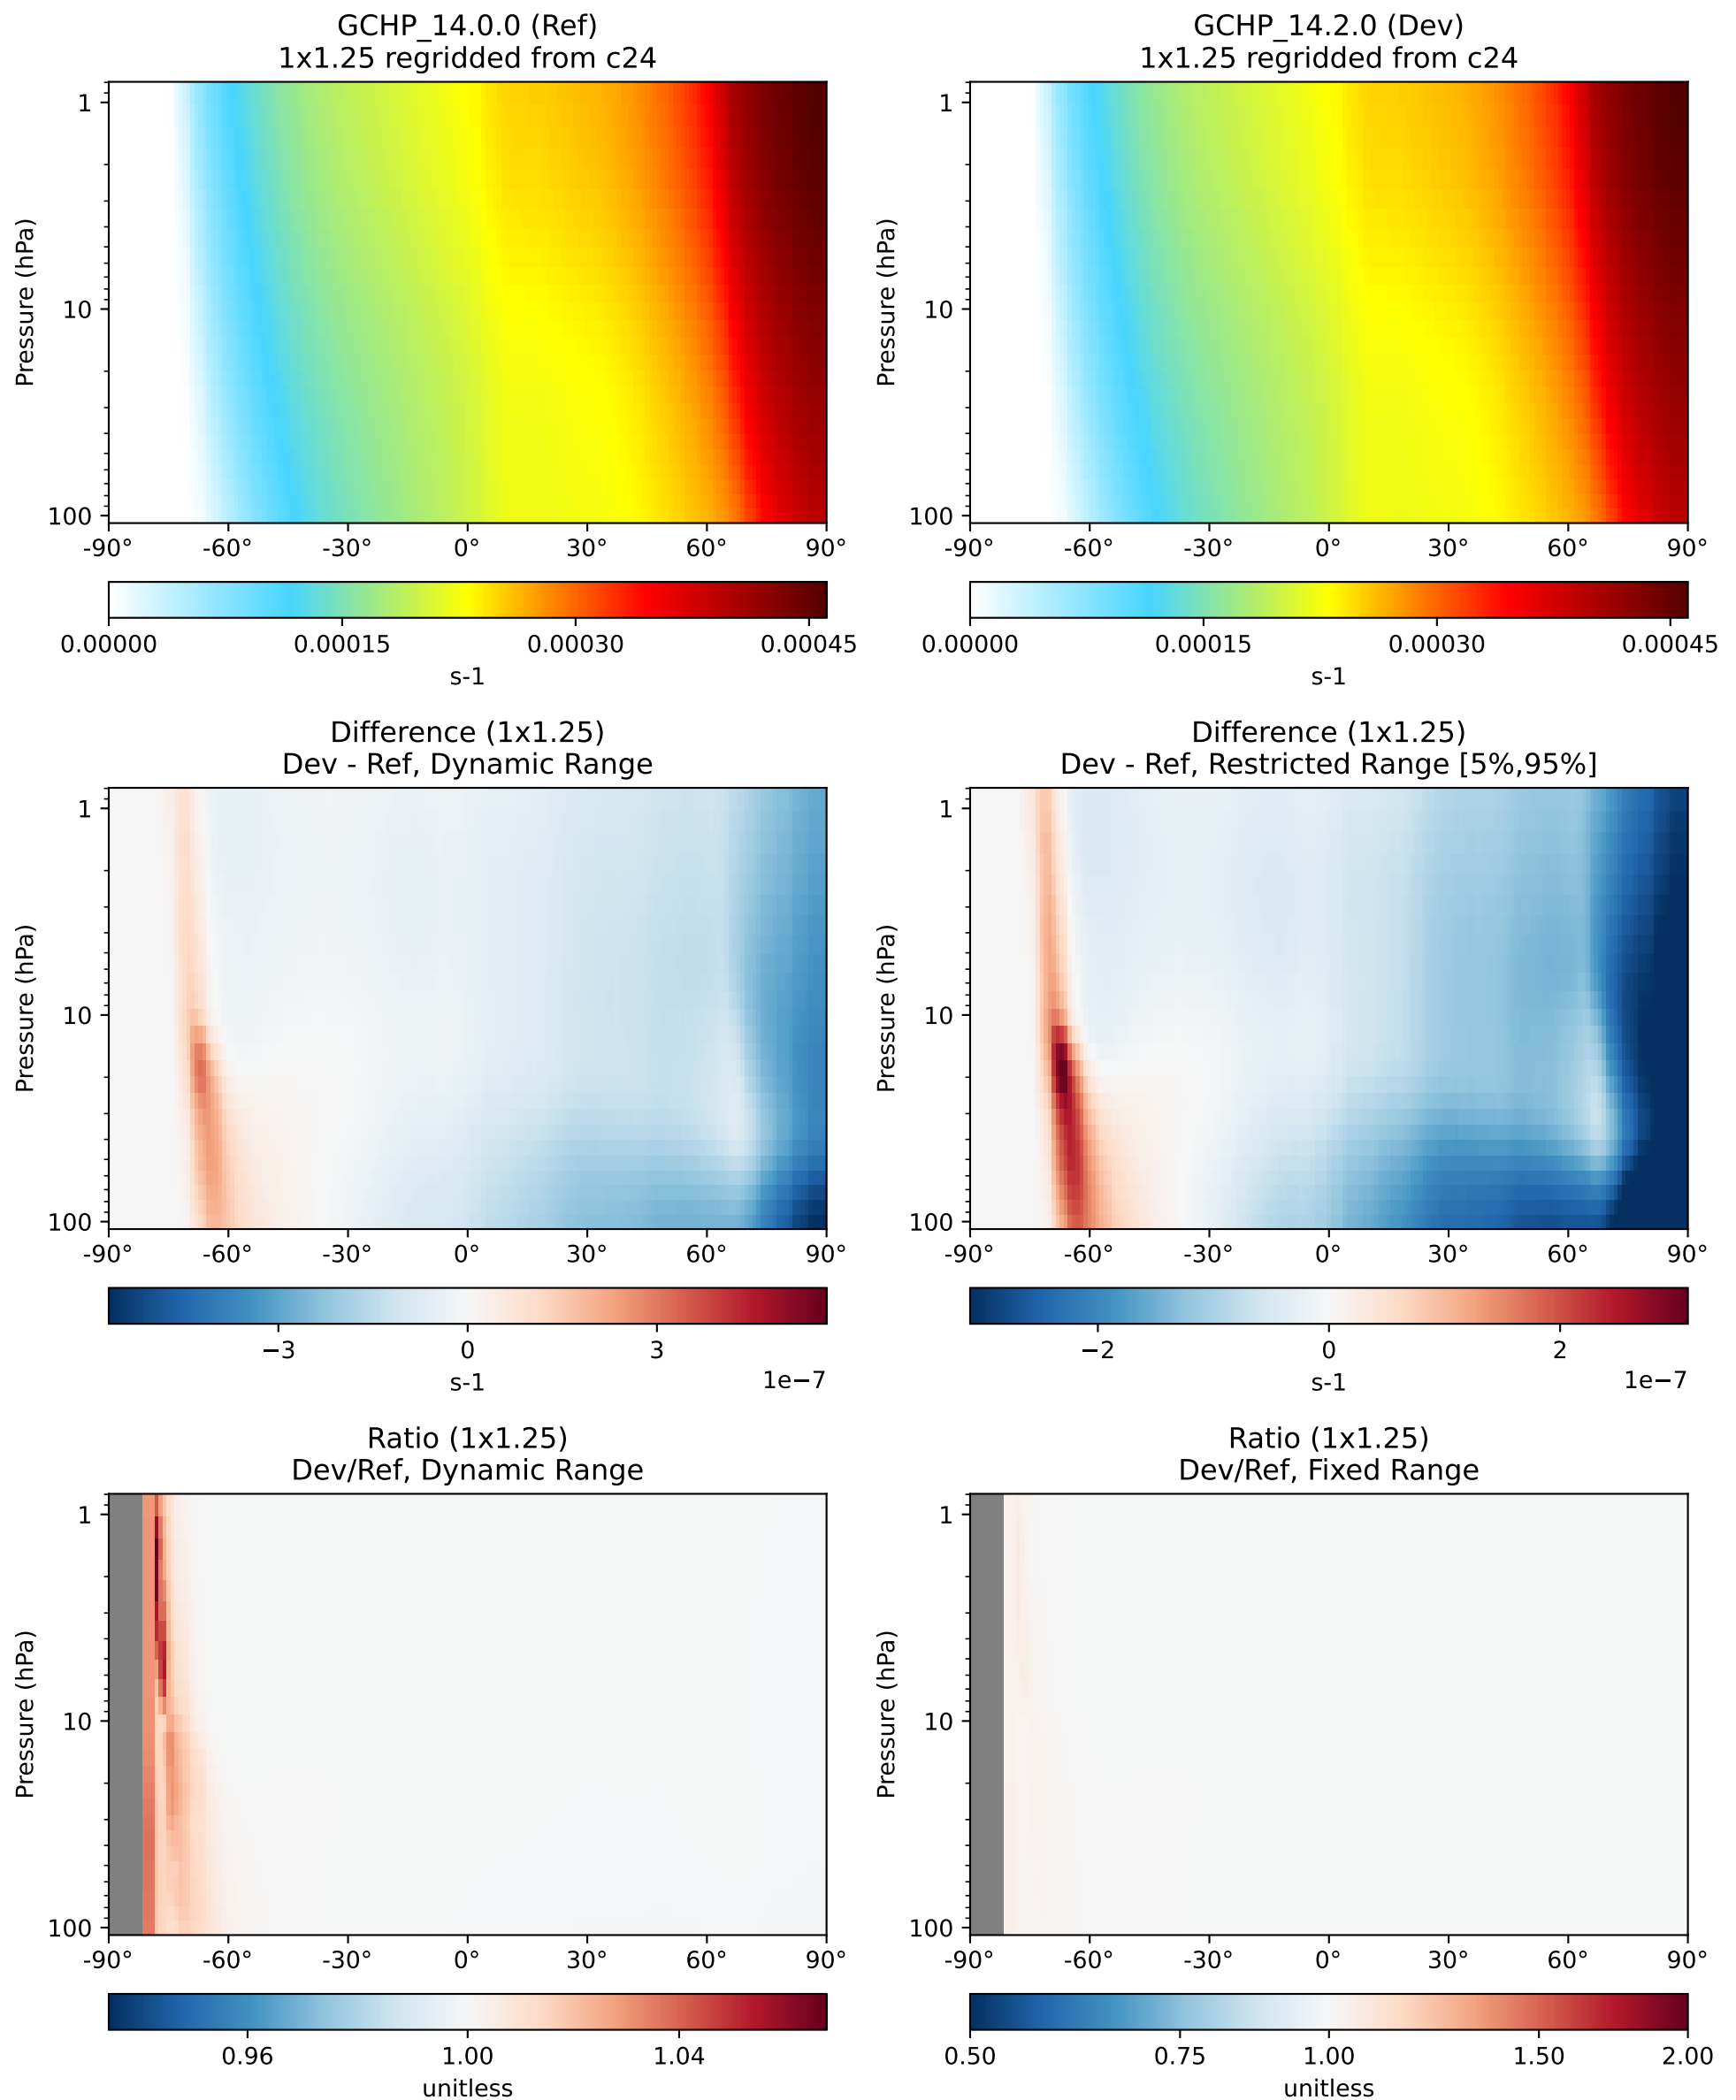 GCHP_14.0.0 (Ref)
1x1.25 regridded from c24
Pressure (hPa)
1
10
100
-90° -60° -30° 0° 30° 60° 90°
0.00000 0.00015 0.00030 0.00045
s-1
GCHP_14.2.0 (Dev)
1x1.25 regridded from c24
Pressure (hPa)
1
10
100
-90° -60° -30° 0° 30° 60° 90°
0.00000 0.00015 0.00030 0.00045
s-1
Difference (1x1.25)
Dev - Ref, Dynamic Range
Pressure (hPa)
1
10
100
-90° -60° -30° 0° 30° 60° 90°
−3 0 3
s-1 1e−7
Difference (1x1.25)
Dev - Ref, Restricted Range [5%,95%]
Pressure (hPa)
1
10
100
-90° -60° -30° 0° 30° 60° 90°
−2 0 2
s-1 1e−7
Ratio (1x1.25)
Dev/Ref, Dynamic Range
Pressure (hPa)
1
10
100
-90° -60° -30° 0° 30° 60° 90°
0.96 1.00 1.04
unitless
Ratio (1x1.25)
Dev/Ref, Fixed Range
Pressure (hPa)
1
10
100
-90° -60° -30° 0° 30° 60° 90°
0.50 0.75 1.00 1.50 2.00
unitless